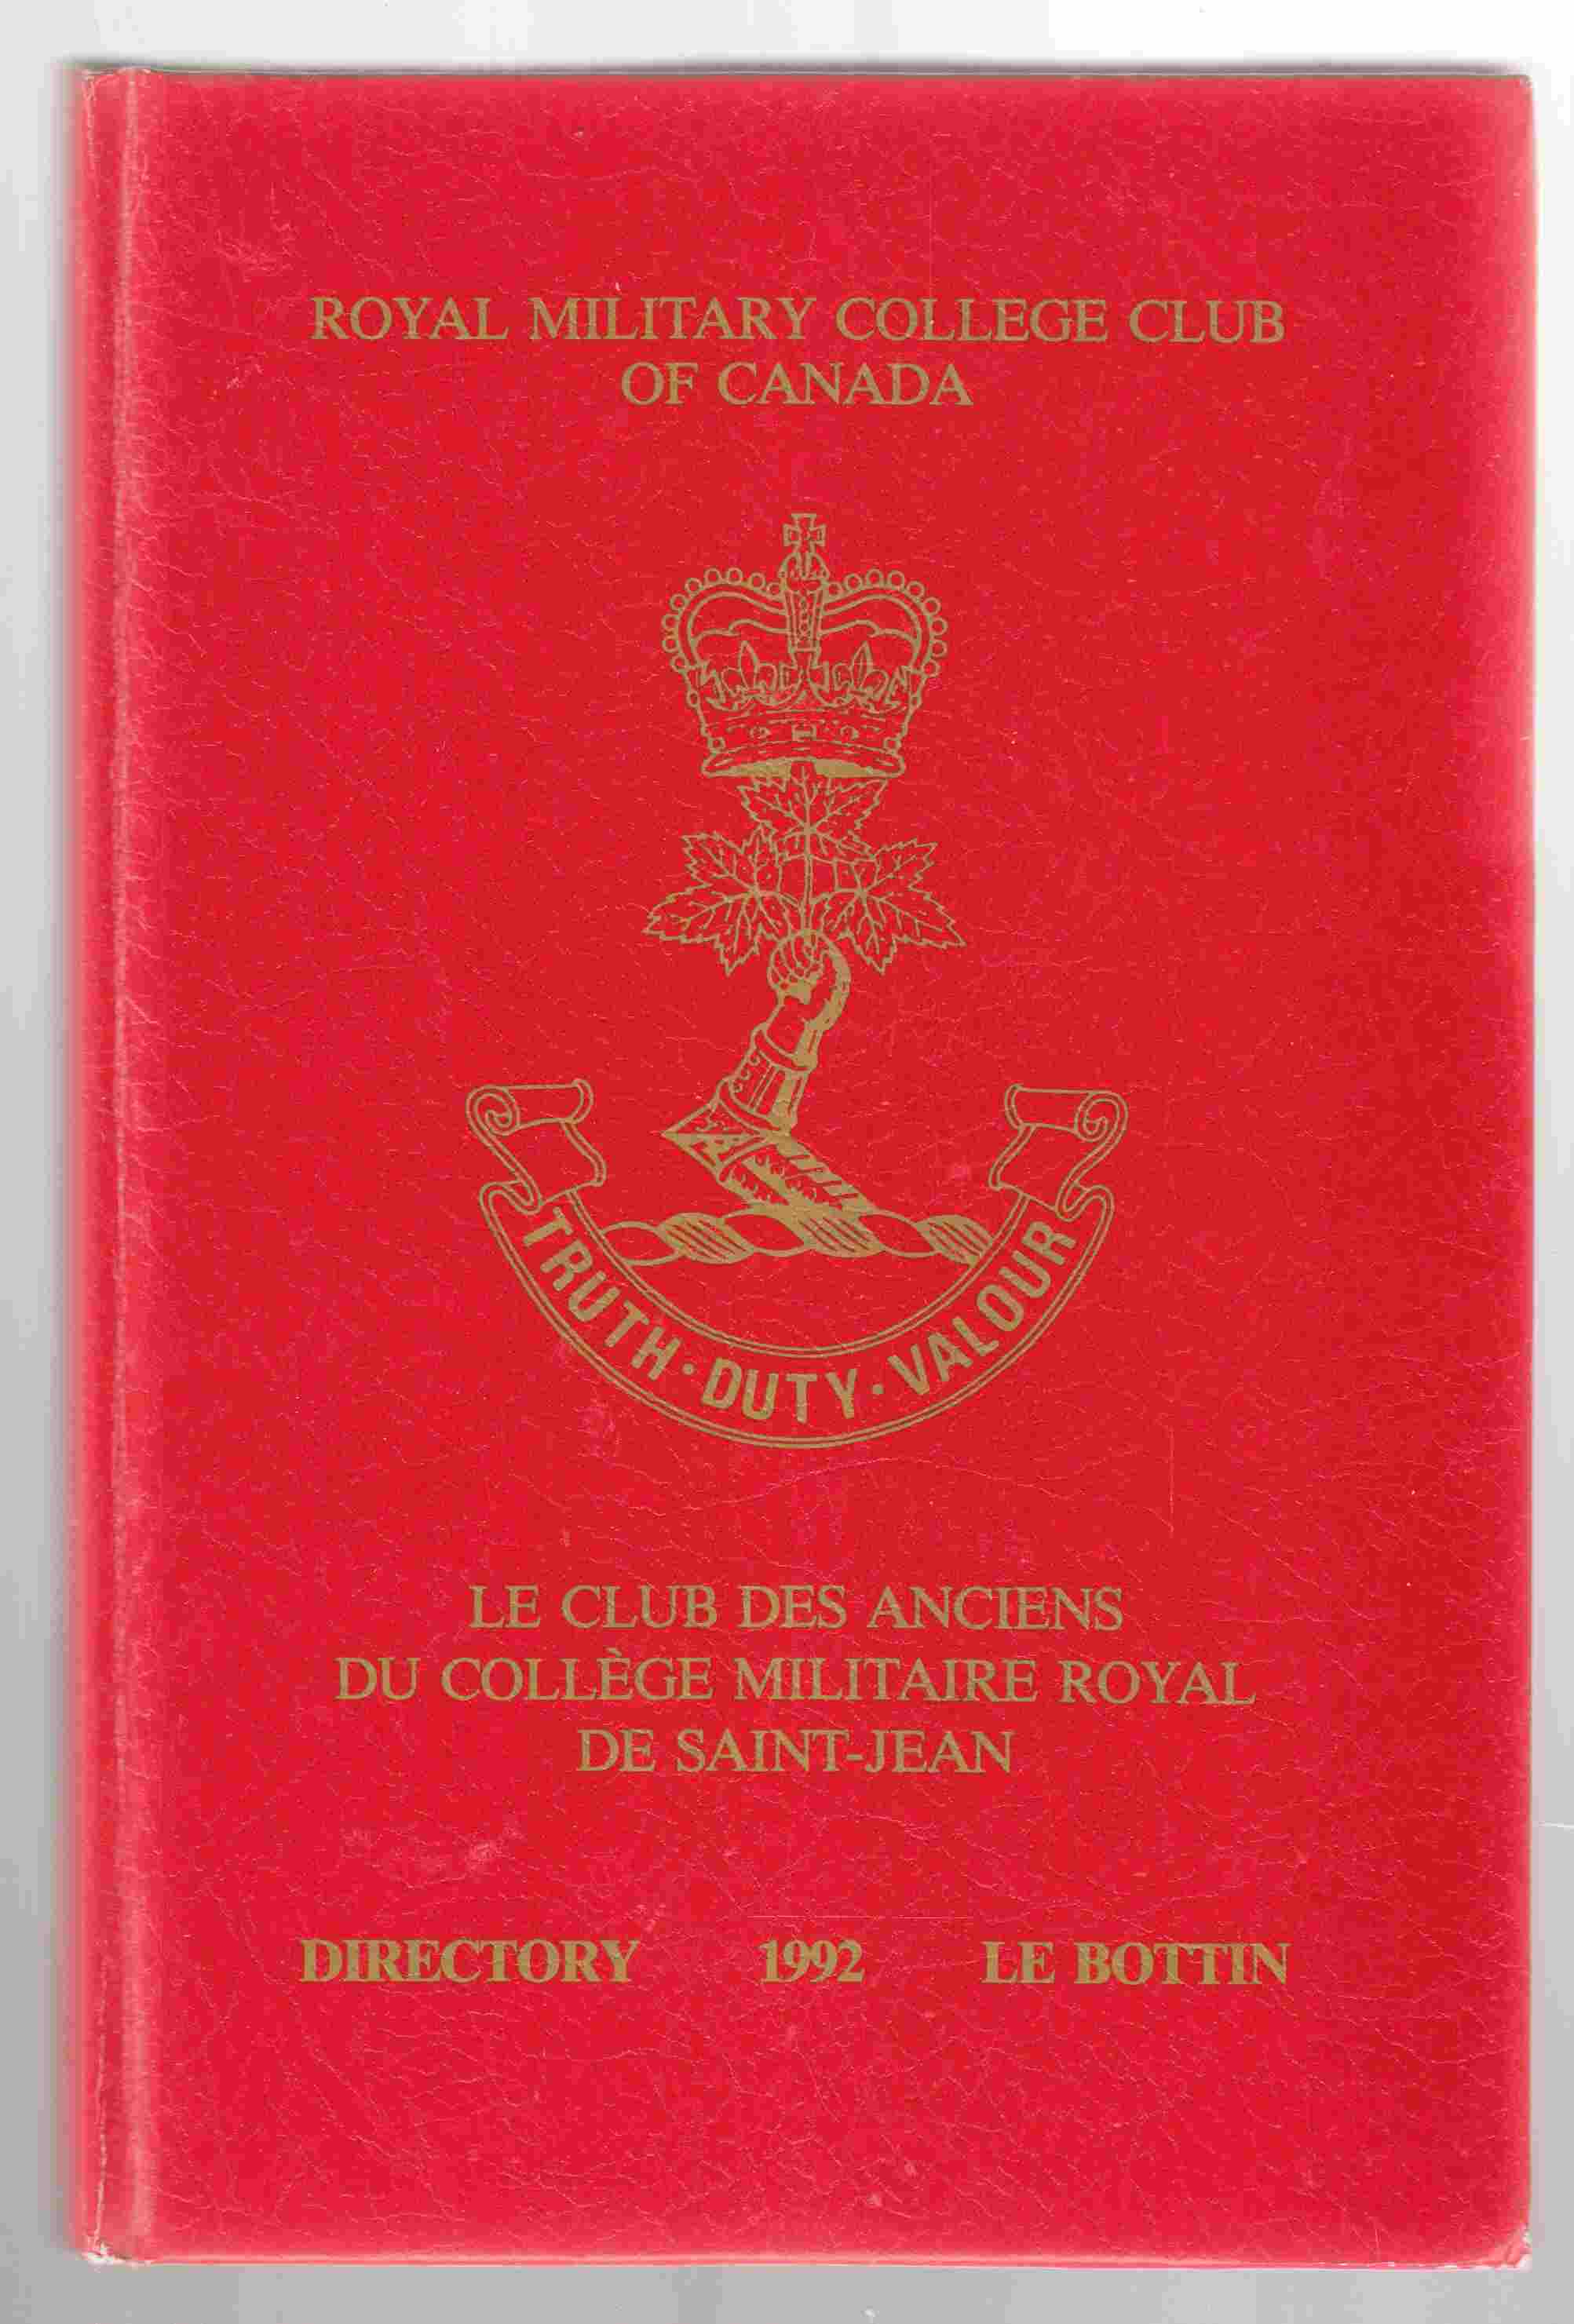 ROYAL MILITARY COLLEGE CLUB
OF CANADA
TRUTH · DUTY · VALOUR
LE CLUB DES ANCIENS
DU COLLÈGE MILITAIRE ROYAL
DE SAINT-JEAN
DIRECTORY 1992 LE BOTTIN